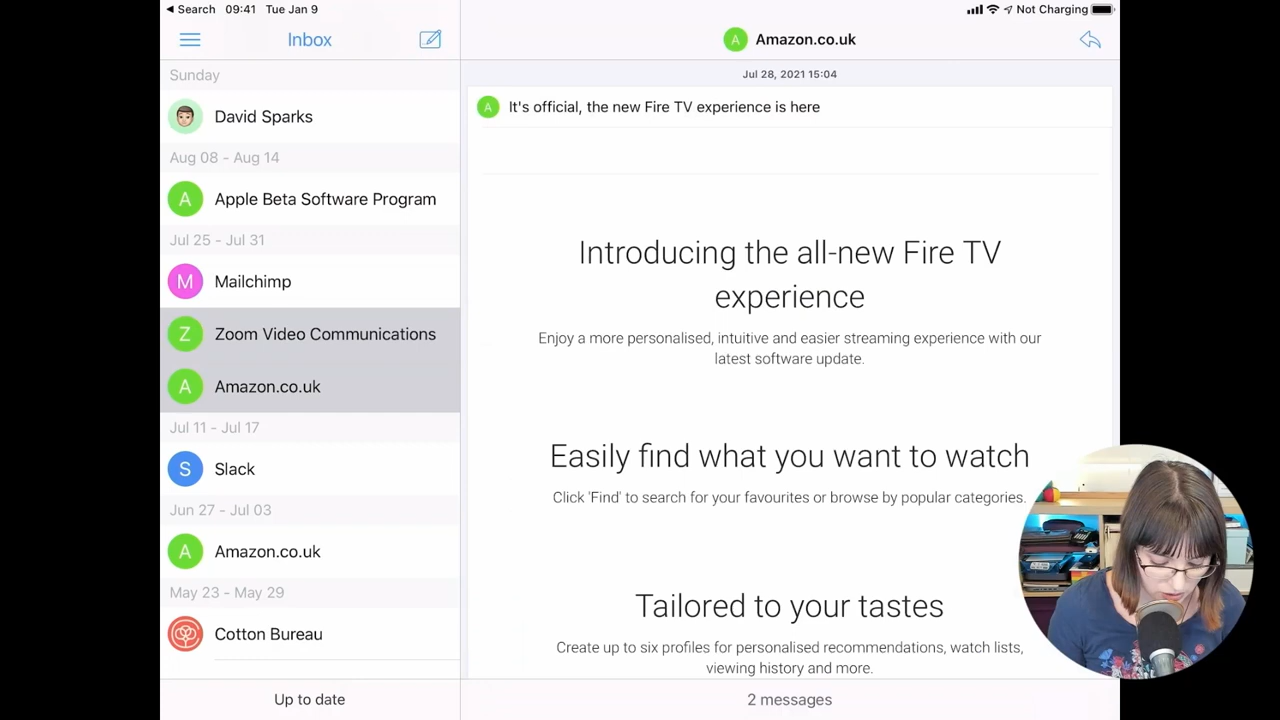 ◀ Search 09:41 Tue Jan 9
Not Charging
Inbox
Sunday
David Sparks
Aug 08 - Aug 14
A Apple Beta Software Program
Jul 25 - Jul 31
M Mailchimp
Z Zoom Video Communications
A Amazon.co.uk
Jul 11 - Jul 17
S Slack
Jun 27 - Jul 03
A Amazon.co.uk
May 23 - May 29
Cotton Bureau
Up to date
A Amazon.co.uk
Jul 28, 2021 15:04
A It's official, the new Fire TV experience is here
Introducing the all-new Fire TV
experience
Enjoy a more personalised, intuitive and easier streaming experience with our
latest software update.
Easily find what you want to watch
Click 'Find' to search for your favourites or browse by popular categories.
Tailored to your tastes
Create up to six profiles for personalised recommendations, watch lists,
viewing history and more.
2 messages